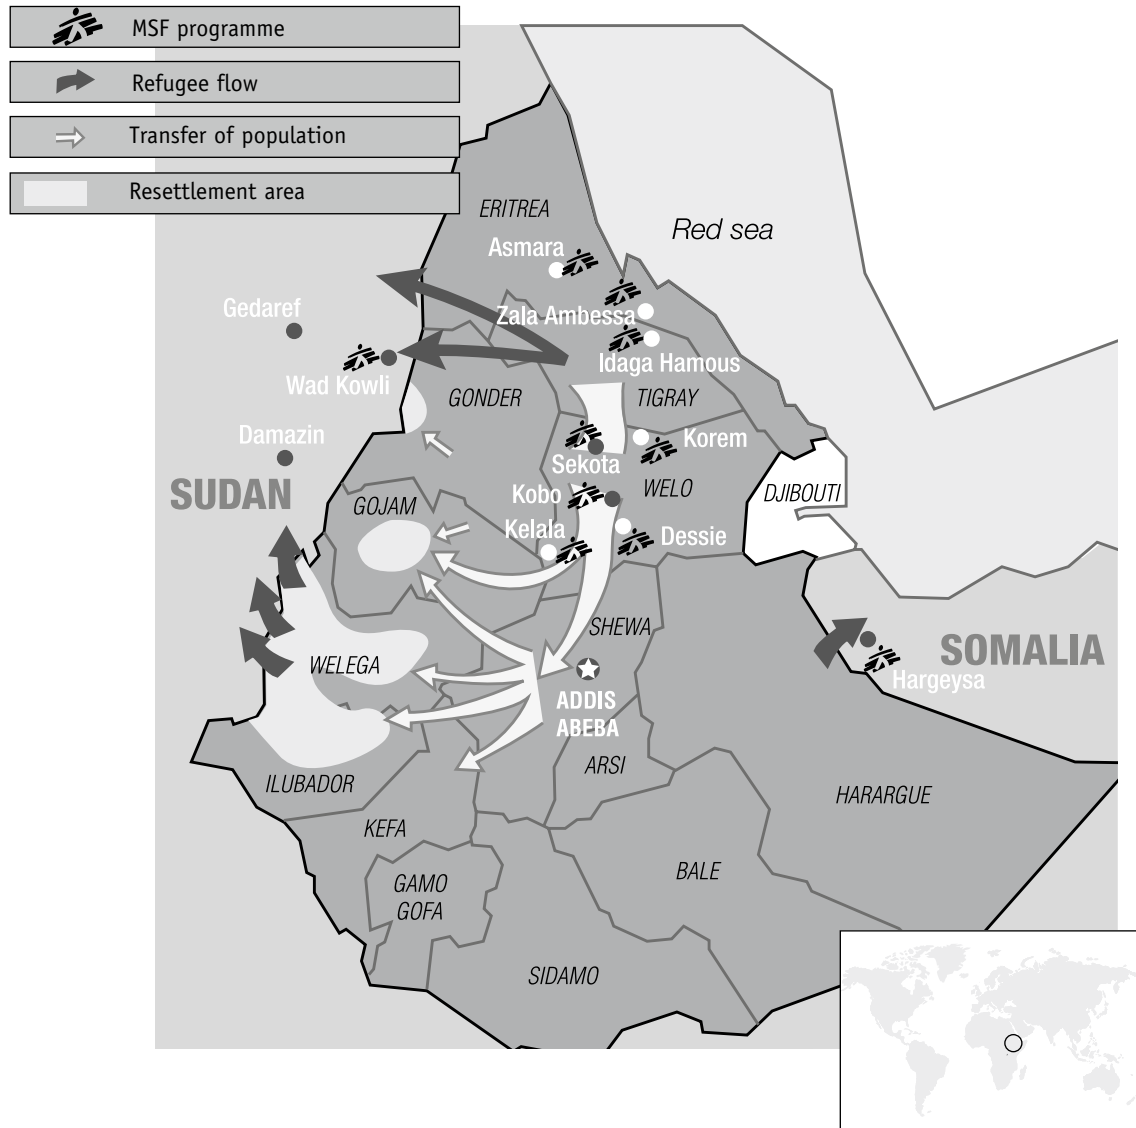 MSF programme
Refugee flow
Transfer of population
Resettlement area
ERITREA
Red sea
Asmara
Gedaref
Zala Ambessa
Idaga Hamous
Wad Kowli
GONDER
TIGRAY
Damazin
Korem
Sekota
SUDAN
Kobo
WELO
DJIBOUTI
GOJAM
Kelala
Dessie
SHEWA
SOMALIA
WELEGA
Hargeysa
ADDIS
ABEBA
ARSI
ILUBADOR
HARARGUE
KEFA
BALE
GAMO
GOFA
SIDAMO